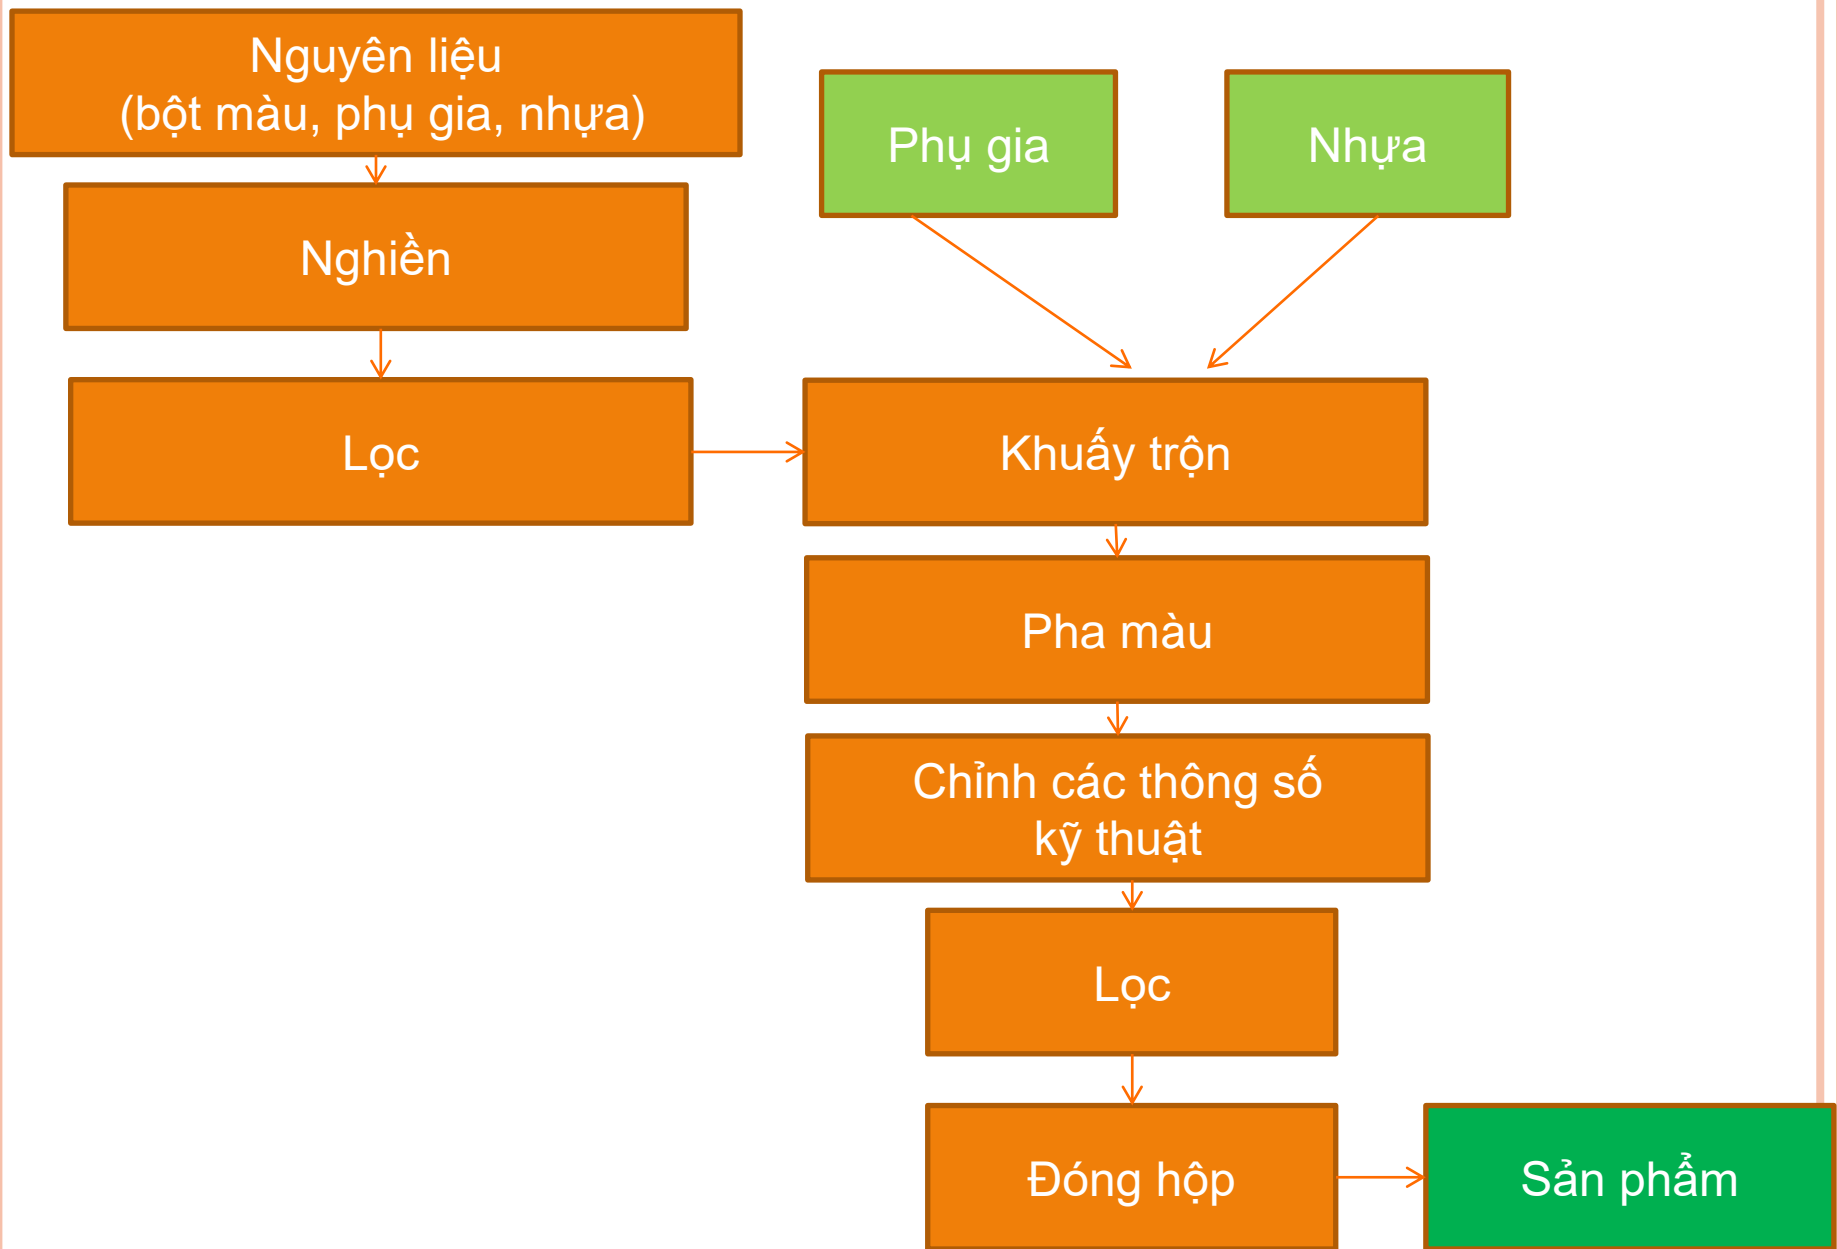 Nguyên liệu
(bột màu, phụ gia, nhựa)
Phụ gia
Nhựa
Nghiền
Lọc
Khuấy trộn
Pha màu
Chỉnh các thông số
kỹ thuật
Lọc
Đóng hộp
Sản phẩm